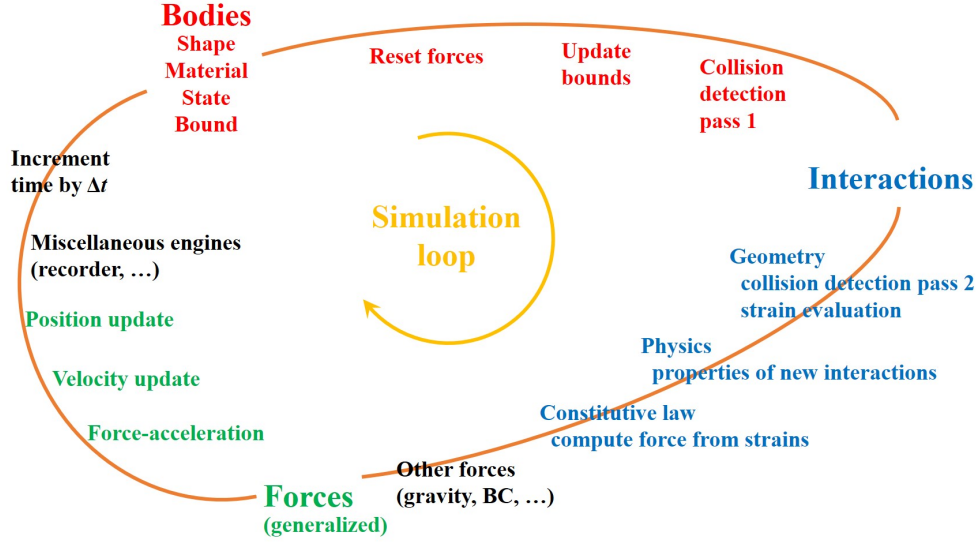 Bodies
Shape
Material
State
Bound
Reset forces
Update
bounds
Collision
detection
pass 1
Interactions
Geometry
collision detection pass 2
strain evaluation
Physics
properties of new interactions
Constitutive law
compute force from strains
Other forces
(gravity, BC, …)
Forces
(generalized)
Force-acceleration
Velocity update
Position update
Miscellaneous engines
(recorder, …)
Increment
time by Δt
Simulation
loop